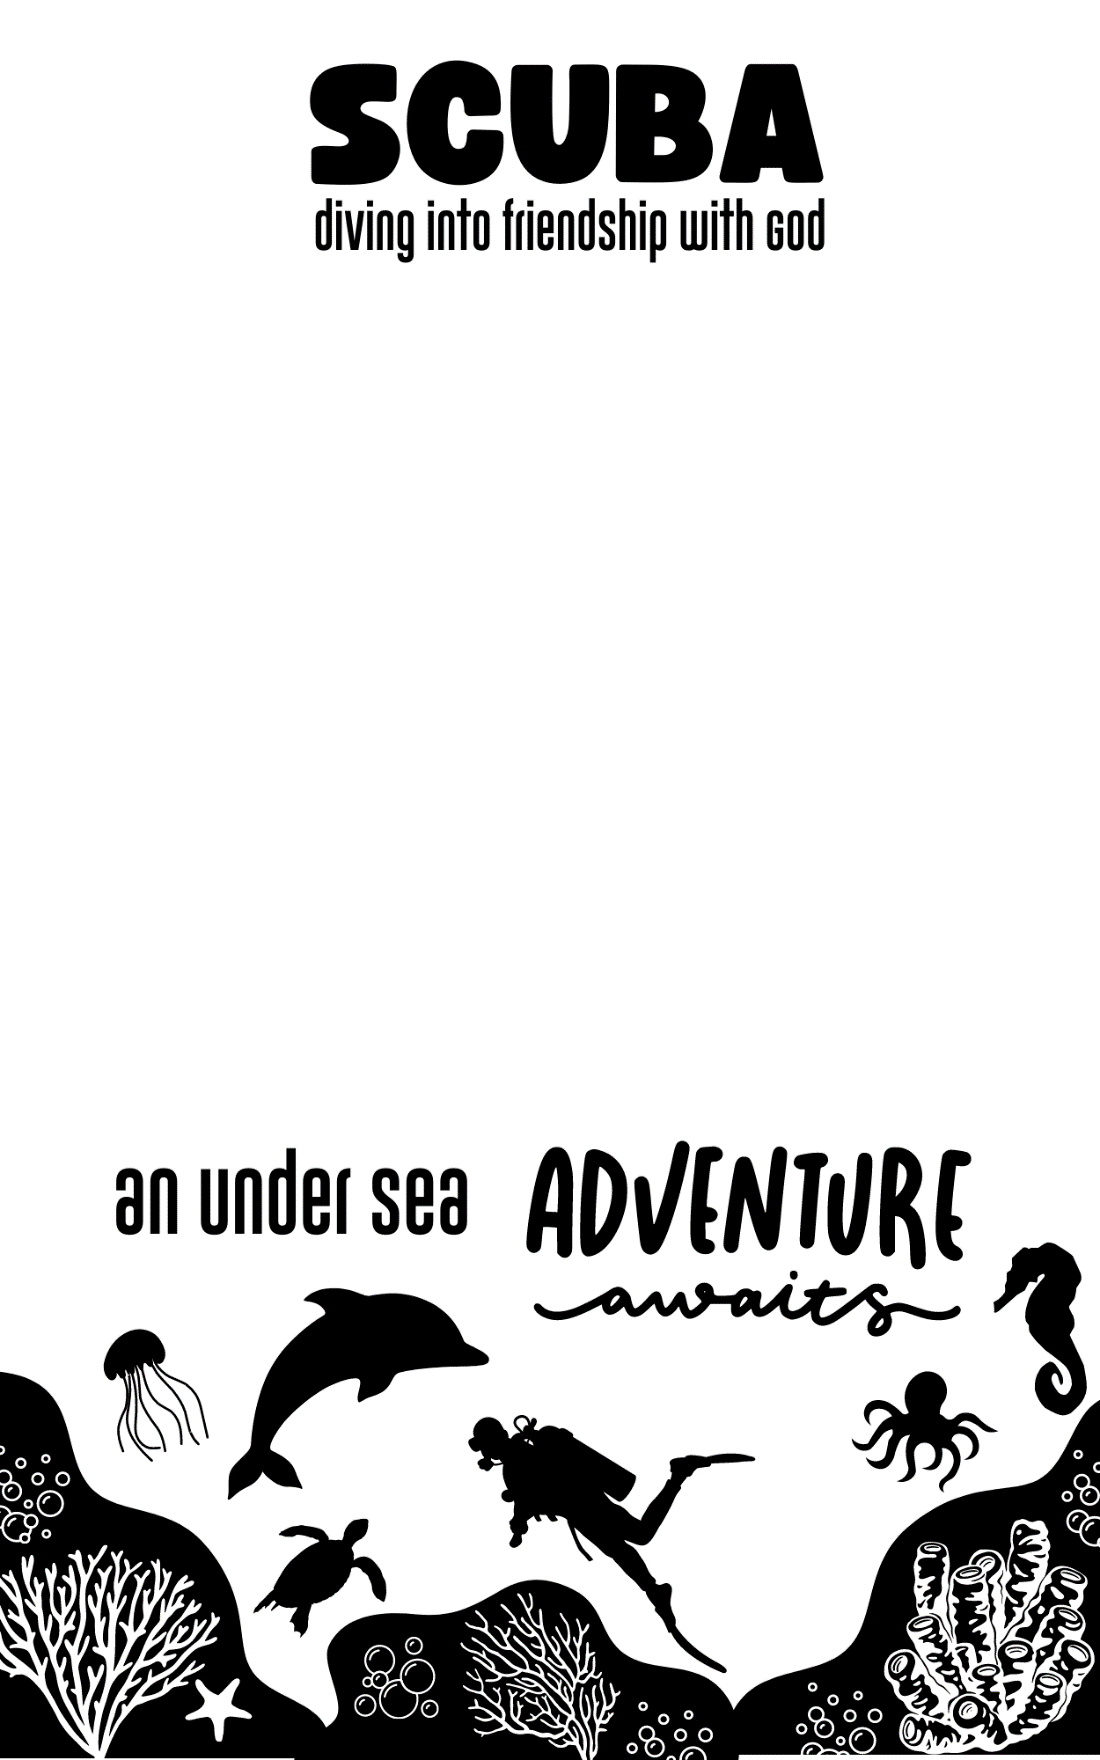 SCUBA
diving into friendship with God
an under sea ADVENTURE
awaits